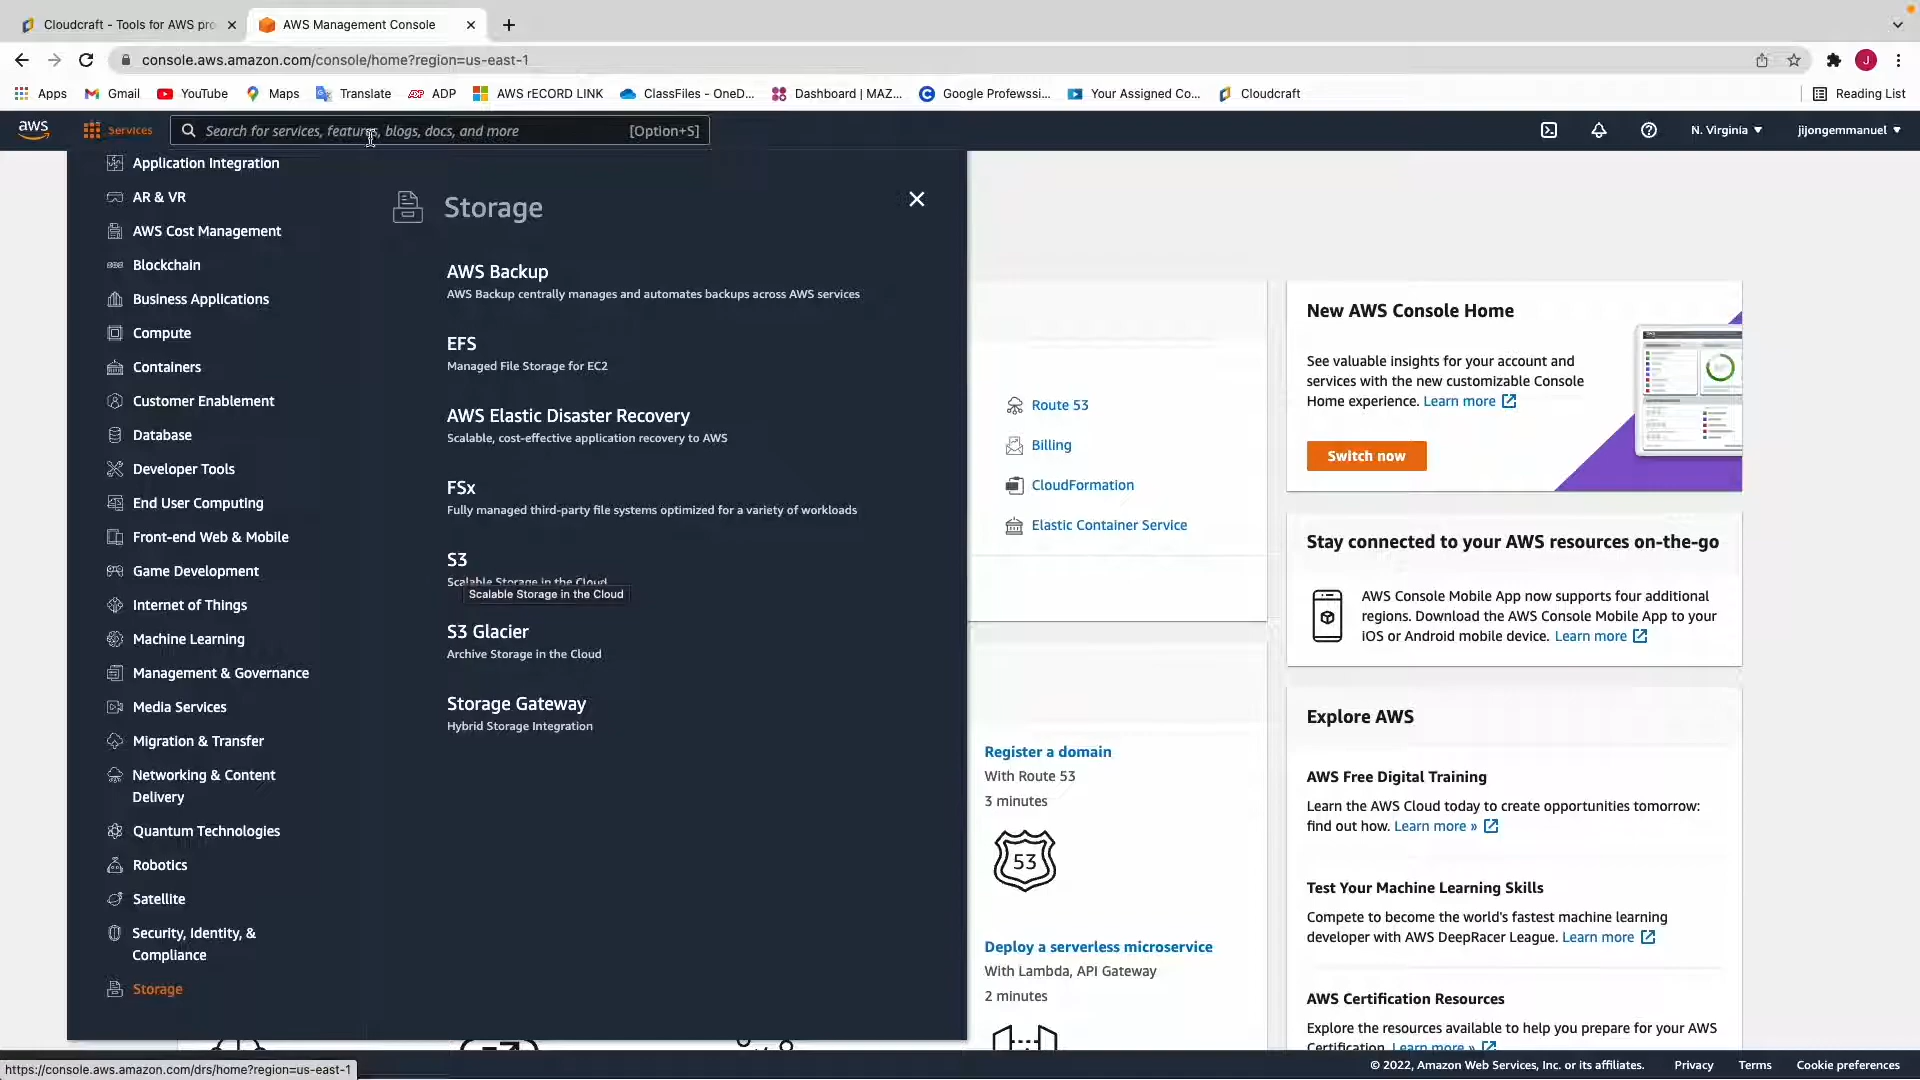 Cloudcraft - Tools for AWS pro
AWS Management Console
console.aws.amazon.com/console/home?region=us-east-1
Apps
Gmail
YouTube
Maps
Translate
ADP
AWS rECORD LINK
ClassFiles - OneD...
Dashboard | MAZ...
Google Profewssi...
Your Assigned Co...
Cloudcraft
Reading List
aws
Services
Search for services, features, blogs, docs, and more
[Option+S]
N. Virginia
jijongemmanuel
Application Integration
AR & VR
AWS Cost Management
Blockchain
Business Applications
Compute
Containers
Customer Enablement
Database
Developer Tools
End User Computing
Front-end Web & Mobile
Game Development
Internet of Things
Machine Learning
Management & Governance
Media Services
Migration & Transfer
Networking & Content
Delivery
Quantum Technologies
Robotics
Satellite
Security, Identity, &
Compliance
Storage
Storage
AWS Backup
AWS Backup centrally manages and automates backups across AWS services
EFS
Managed File Storage for EC2
AWS Elastic Disaster Recovery
Scalable, cost-effective application recovery to AWS
FSx
Fully managed third-party file systems optimized for a variety of workloads
S3
Scalable Storage in the Cloud
Scalable Storage in the Cloud
S3 Glacier
Archive Storage in the Cloud
Storage Gateway
Hybrid Storage Integration
Route 53
Billing
CloudFormation
Elastic Container Service
Register a domain
With Route 53
3 minutes
53
Deploy a serverless microservice
With Lambda, API Gateway
2 minutes
New AWS Console Home
See valuable insights for your account and
services with the new customizable Console
Home experience. Learn more
Switch now
Stay connected to your AWS resources on-the-go
AWS Console Mobile App now supports four additional
regions. Download the AWS Console Mobile App to your
iOS or Android mobile device. Learn more
Explore AWS
AWS Free Digital Training
Learn the AWS Cloud today to create opportunities tomorrow:
find out how. Learn more »
Test Your Machine Learning Skills
Compete to become the world's fastest machine learning
developer with AWS DeepRacer League. Learn more
AWS Certification Resources
Explore the resources available to help you prepare for your AWS
Certification. Learn more »
https://console.aws.amazon.com/drs/home?region=us-east-1
© 2022, Amazon Web Services, Inc. or its affiliates.
Privacy
Terms
Cookie preferences